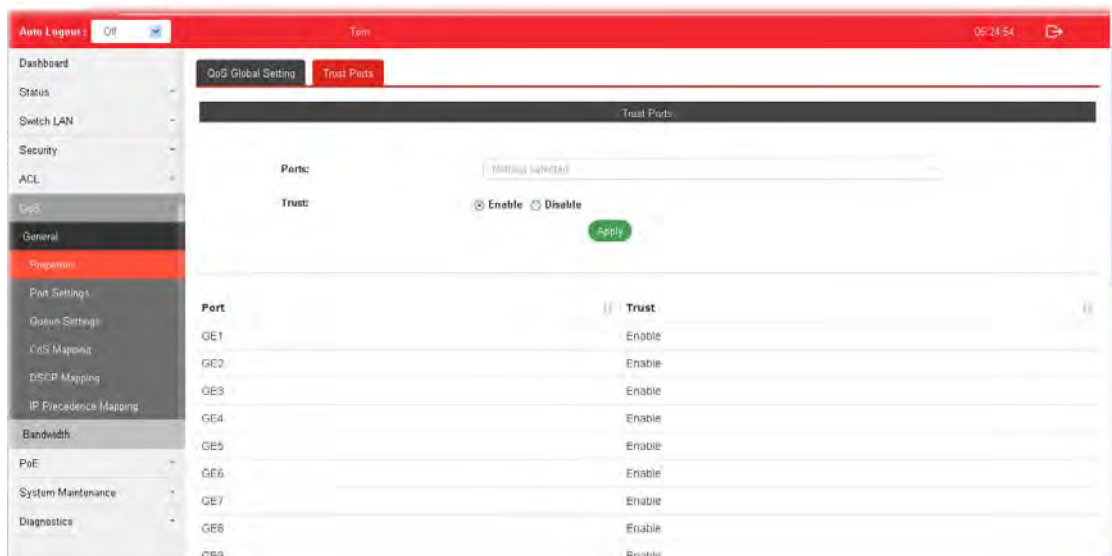 Auto Logout : Off
Tom
05:24:54
Dashboard
Status
Switch LAN
Security
ACL
QoS
General
Properties
Port Settings
Queue Settings
CoS Mapping
DSCP Mapping
IP Precedence Mapping
Bandwidth
PoE
System Maintenance
Diagnostics
QoS Global Setting
Trust Ports
Trust Ports
Ports: Nothing selected
Trust: Enable Disable
Apply
Port Trust
GE1 Enable
GE2 Enable
GE3 Enable
GE4 Enable
GE5 Enable
GE6 Enable
GE7 Enable
GE8 Enable
GE9 Enable